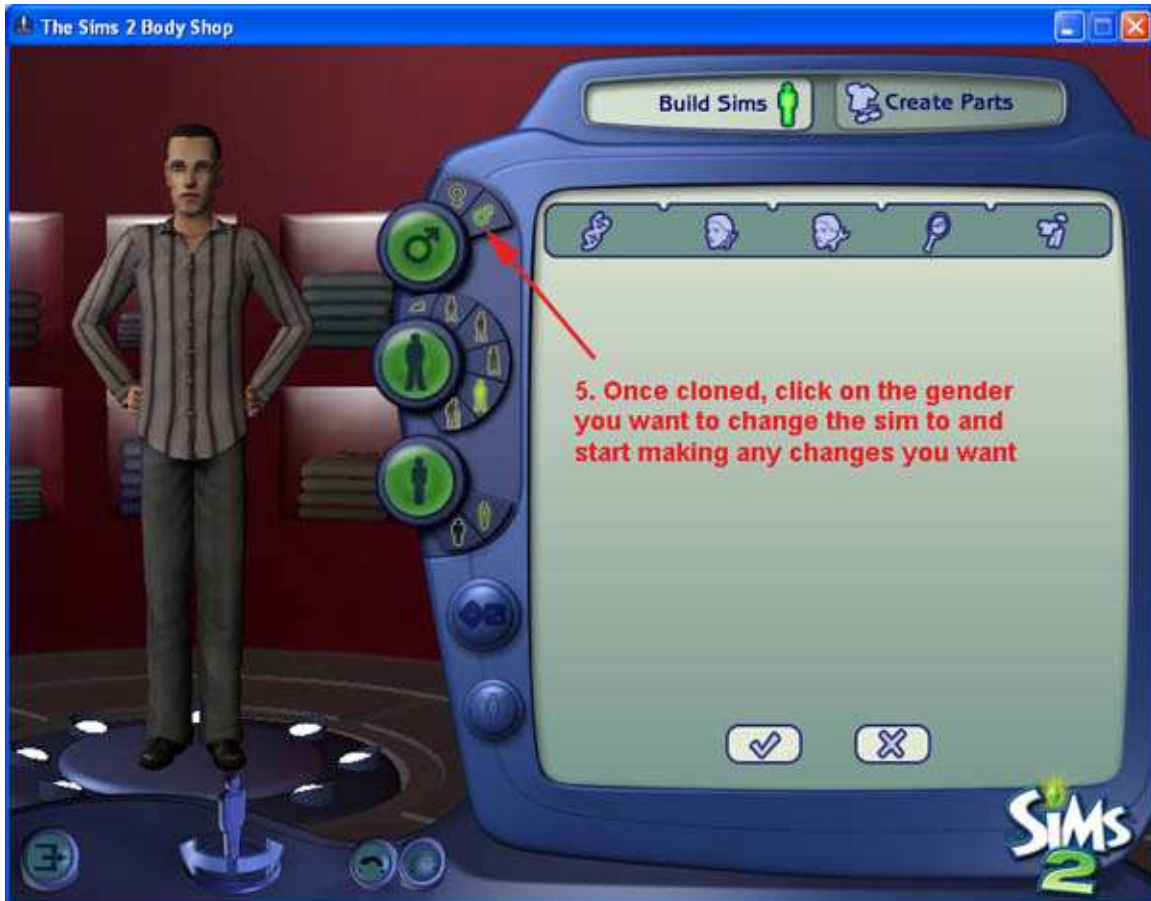 The Sims 2 Body Shop
Build Sims
Create Parts
5. Once cloned, click on the gender
you want to change the sim to and
start making any changes you want
SiMS
2